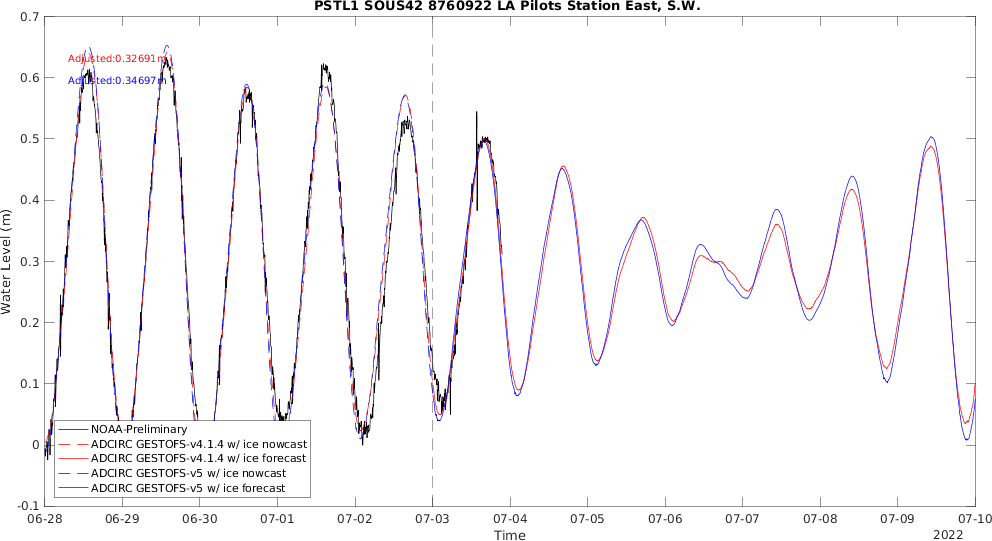 PSTL1 SOUS42 8760922 LA Pilots Station East, S.W.
0.7
0.6
0.5
0.4
0.3
0.2
0.1
0
-0.1
Water Level (m)
Adjusted:0.32691m
Adjusted:0.34697m
NOAA-Preliminary
ADCIRC GESTOFS-v4.1.4 w/ ice nowcast
ADCIRC GESTOFS-v4.1.4 w/ ice forecast
ADCIRC GESTOFS-v5 w/ ice nowcast
ADCIRC GESTOFS-v5 w/ ice forecast
06-28 06-29 06-30 07-01 07-02 07-03 07-04 07-05 07-06 07-07 07-08 07-09 07-10
Time
2022